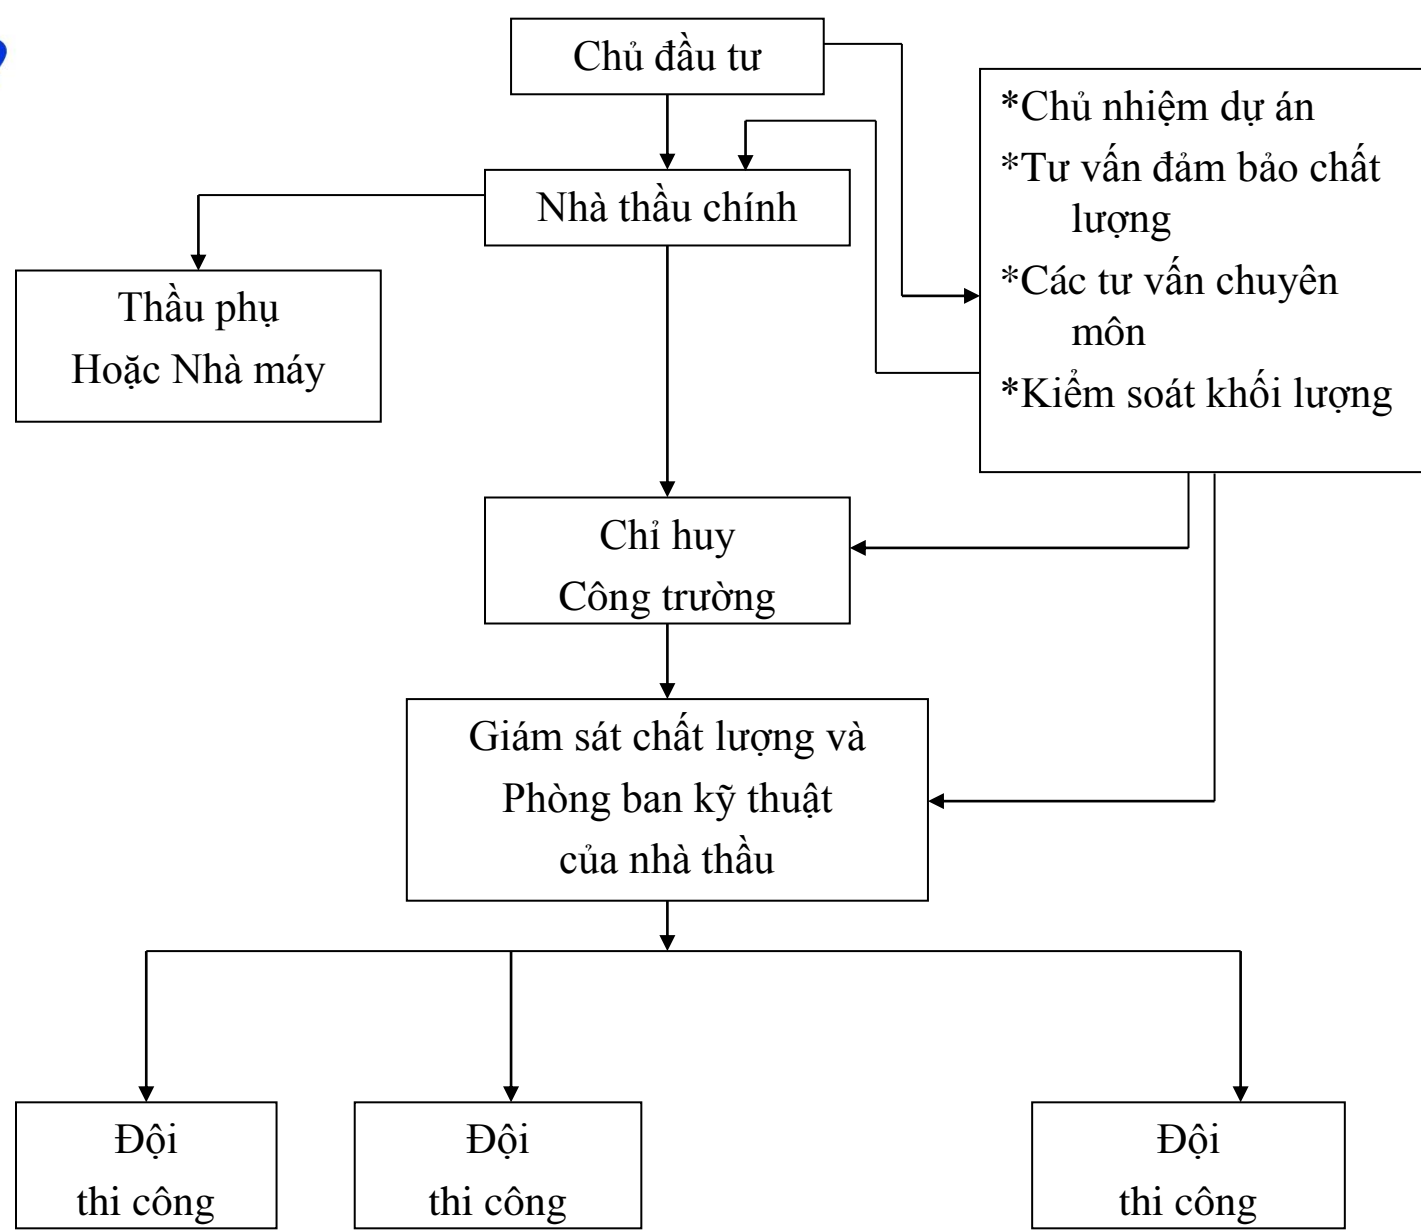 Chủ đầu tư
*Chủ nhiệm dự án
*Tư vấn đảm bảo chất
lượng
*Các tư vấn chuyên
môn
*Kiểm soát khối lượng
Nhà thầu chính
Thầu phụ
Hoặc Nhà máy
Chỉ huy
Công trường
Giám sát chất lượng và
Phòng ban kỹ thuật
của nhà thầu
Đội
thi công
Đội
thi công
Đội
thi công